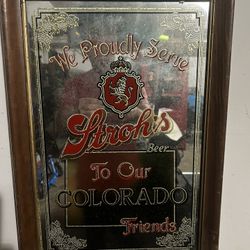 We Proudly Serve
Stroh's
Beer
To Our
COLORADO
Friends